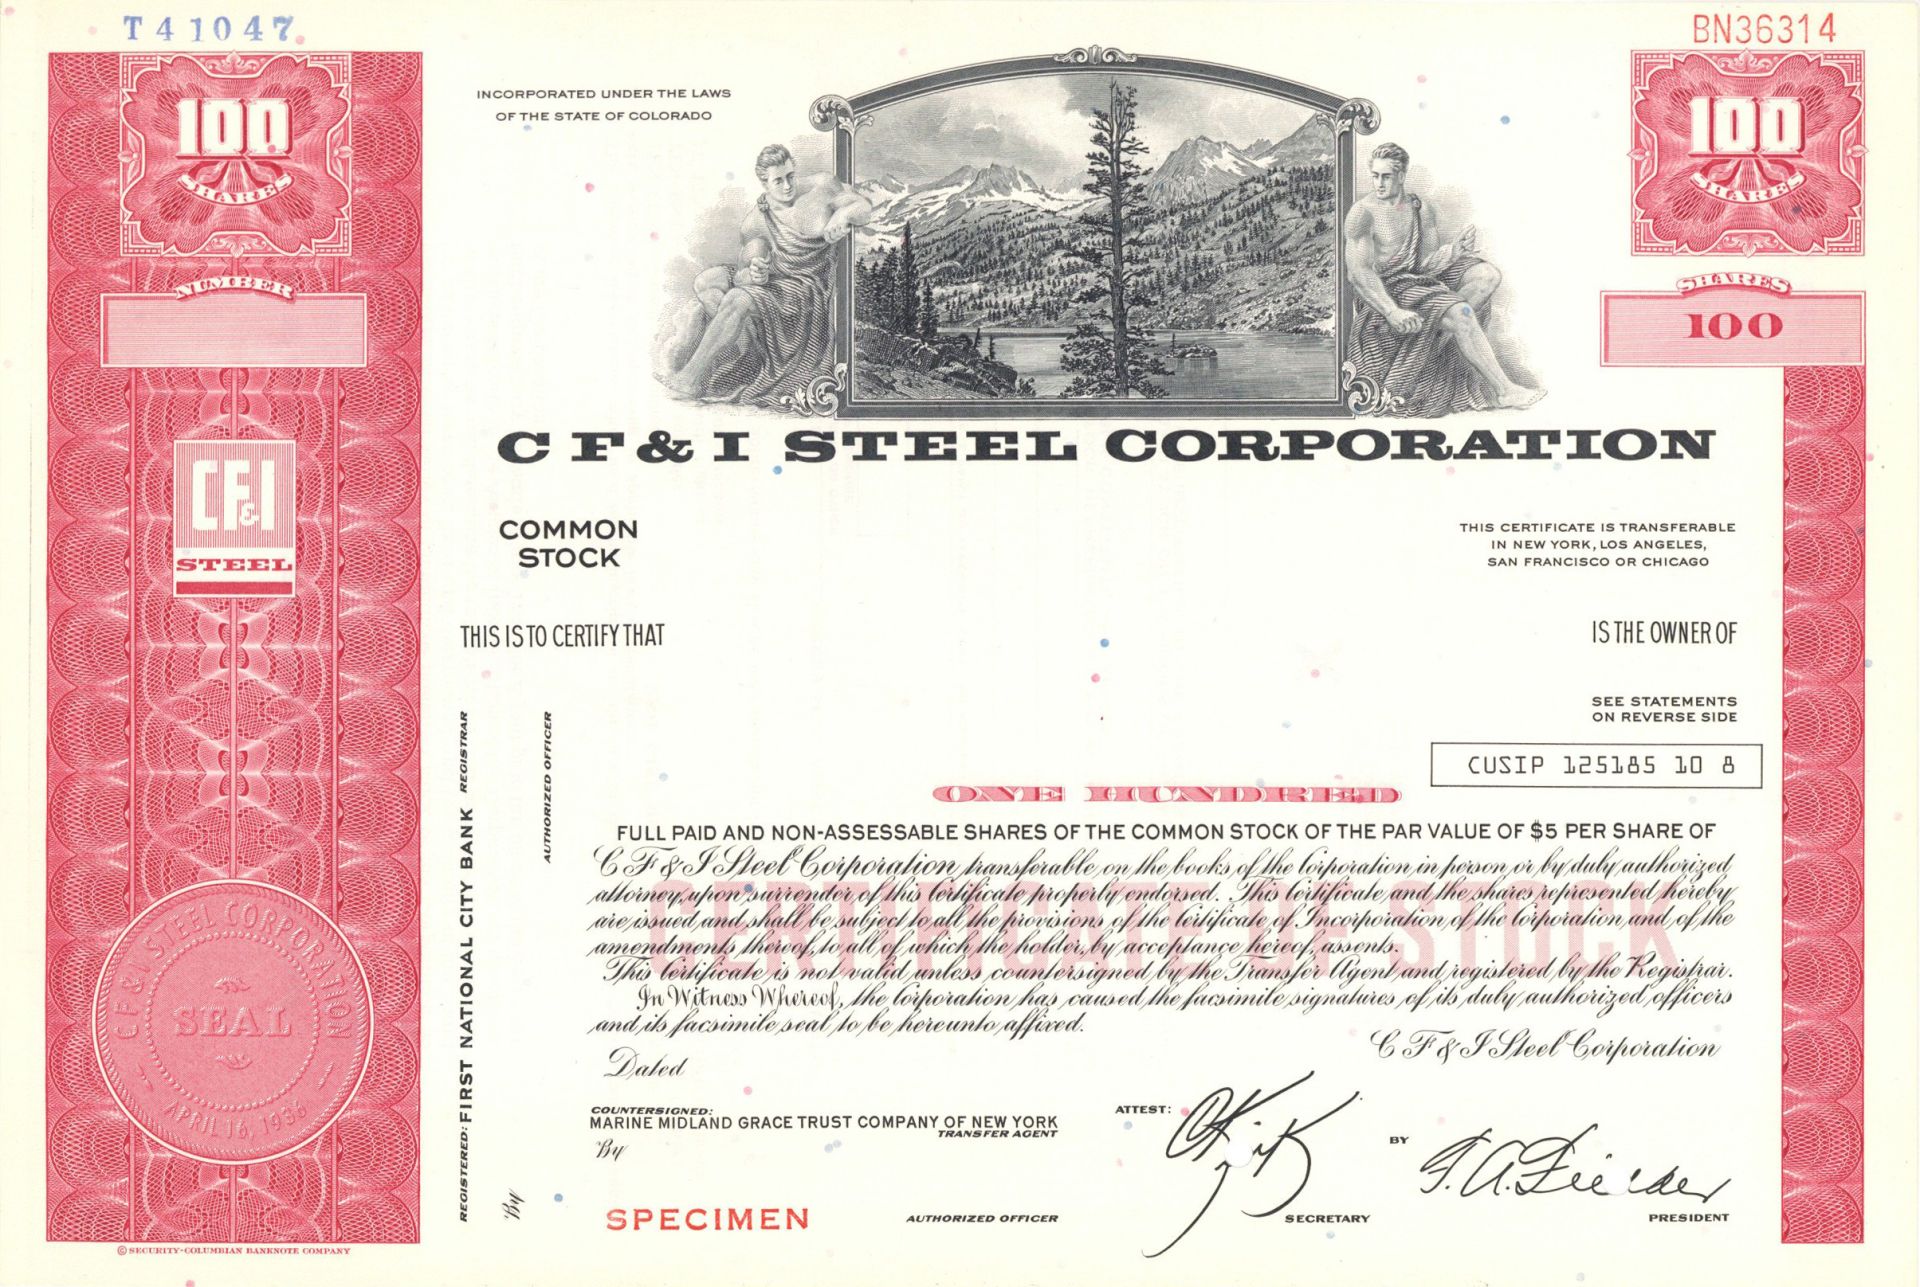 T41047
BN36314
100
SHARES
100
SHARES
INCORPORATED UNDER THE LAWS
OF THE STATE OF COLORADO
NUMBER
SHARES
100
CF&I
STEEL
C F & I STEEL CORPORATION
COMMON
STOCK
THIS CERTIFICATE IS TRANSFERABLE
IN NEW YORK, LOS ANGELES,
SAN FRANCISCO OR CHICAGO
THIS IS TO CERTIFY THAT
IS THE OWNER OF
SEE STATEMENTS
ON REVERSE SIDE
CUSIP 125185 10 8
ONE HUNDRED
FULL PAID AND NON-ASSESSABLE SHARES OF THE COMMON STOCK OF THE PAR VALUE OF $5 PER SHARE OF
C F & I Steel Corporation, transferable on the books of the Corporation in person or by duly authorized
attorney, upon surrender of this Certificate properly endorsed. This Certificate and the shares represented hereby
are issued and shall be subject to all the provisions of the Certificate of Incorporation of the Corporation and of the
amendments thereof, to all of which the holder, by acceptance hereof, assents.
This Certificate is not valid unless countersigned by the Transfer Agent and registered by the Registrar.
In Witness Whereof, the Corporation has caused the facsimile signatures of its duly authorized officers
and its facsimile seal to be hereunto affixed.
C F & I Steel Corporation
Dated
COUNTERSIGNED:
MARINE MIDLAND GRACE TRUST COMPANY OF NEW YORK
TRANSFER AGENT
By
AUTHORIZED OFFICER
SPECIMEN
ATTEST:
SECRETARY
BY
PRESIDENT
REGISTERED: FIRST NATIONAL CITY BANK REGISTRAR
By
AUTHORIZED OFFICER
CF&I STEEL CORPORATION
SEAL
APRIL 16, 1936
© SECURITY-COLUMBIAN BANKNOTE COMPANY